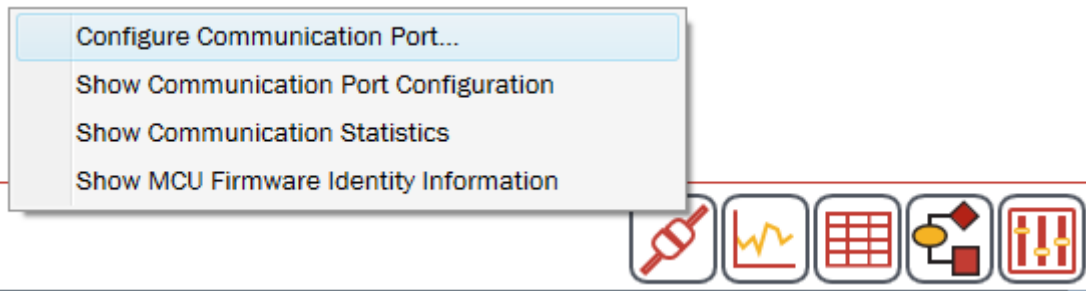 Configure Communication Port...
Show Communication Port Configuration
Show Communication Statistics
Show MCU Firmware Identity Information